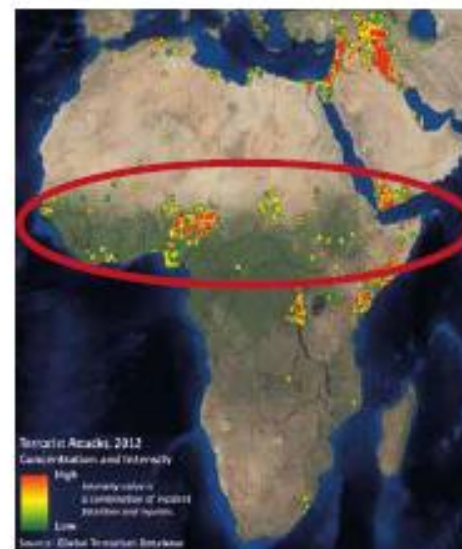 Terrorist Attacks, 2012
Concentration and Intensity
High
Intensity value is
a combination of incident
fatalities and injuries.
Low
Source: Global Terrorism Database